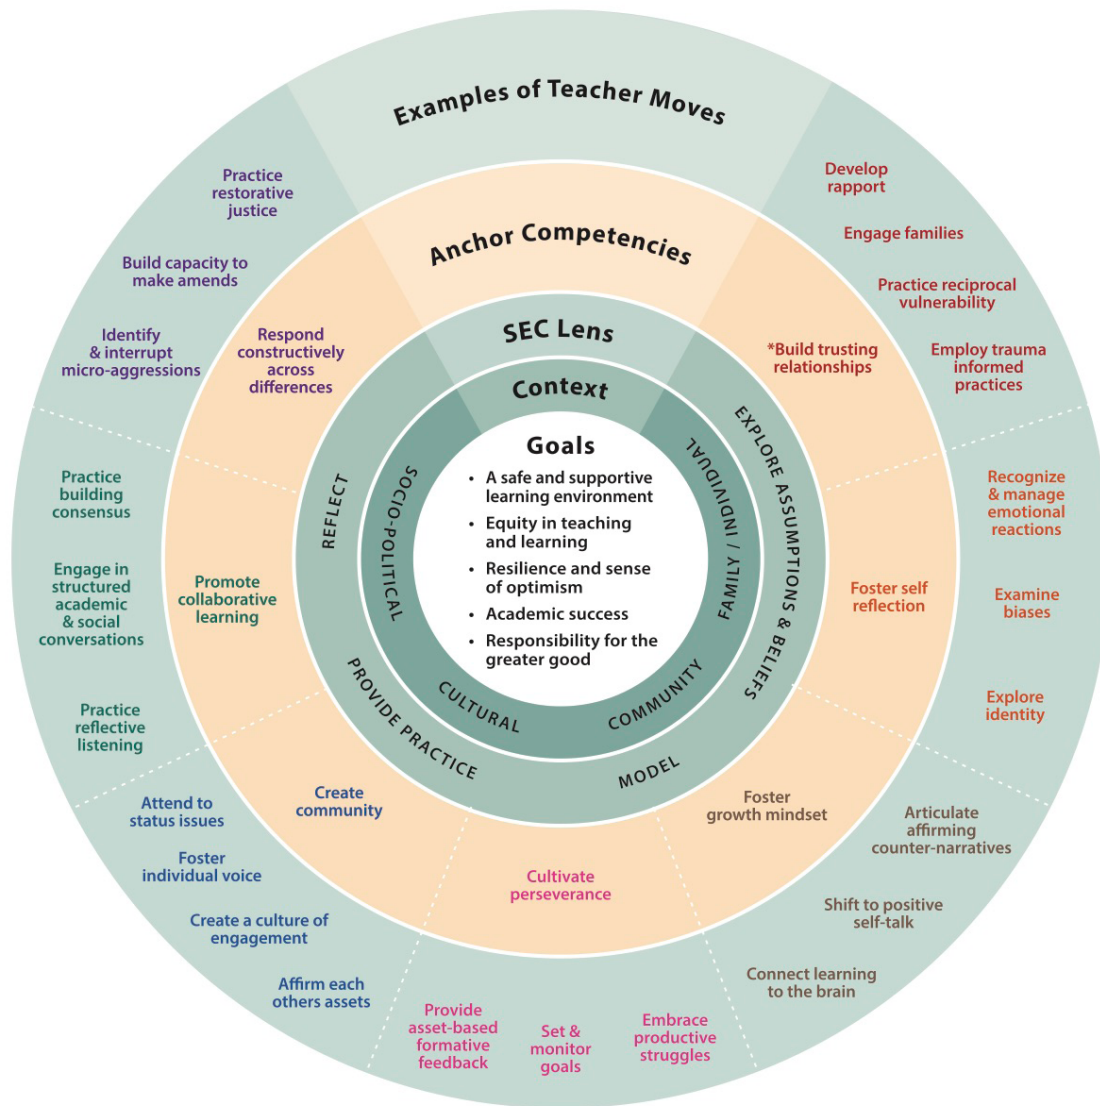 Examples of Teacher Moves
Anchor Competencies
SEC Lens
Context
Goals
• A safe and supportive
learning environment
• Equity in teaching
and learning
• Resilience and sense
of optimism
• Academic success
• Responsibility for the
greater good
SOCIO-POLITICAL
CULTURAL
COMMUNITY
FAMILY / INDIVIDUAL
REFLECT
PROVIDE PRACTICE
MODEL
EXPLORE ASSUMPTIONS & BELIEFS
*Build trusting
relationships
Develop
rapport
Engage families
Practice reciprocal
vulnerability
Employ trauma
informed
practices
Foster self
reflection
Recognize
& manage
emotional
reactions
Examine
biases
Explore
identity
Foster
growth mindset
Articulate
affirming
counter-narratives
Shift to positive
self-talk
Connect learning
to the brain
Cultivate
perseverance
Embrace
productive
struggles
Set &
monitor
goals
Provide
asset-based
formative
feedback
Create
community
Attend to
status issues
Foster
individual voice
Create a culture of
engagement
Affirm each
others assets
Promote
collaborative
learning
Practice
building
consensus
Engage in
structured
academic
& social
conversations
Practice
reflective
listening
Respond
constructively
across
differences
Practice
restorative
justice
Build capacity to
make amends
Identify
& interrupt
micro-aggressions